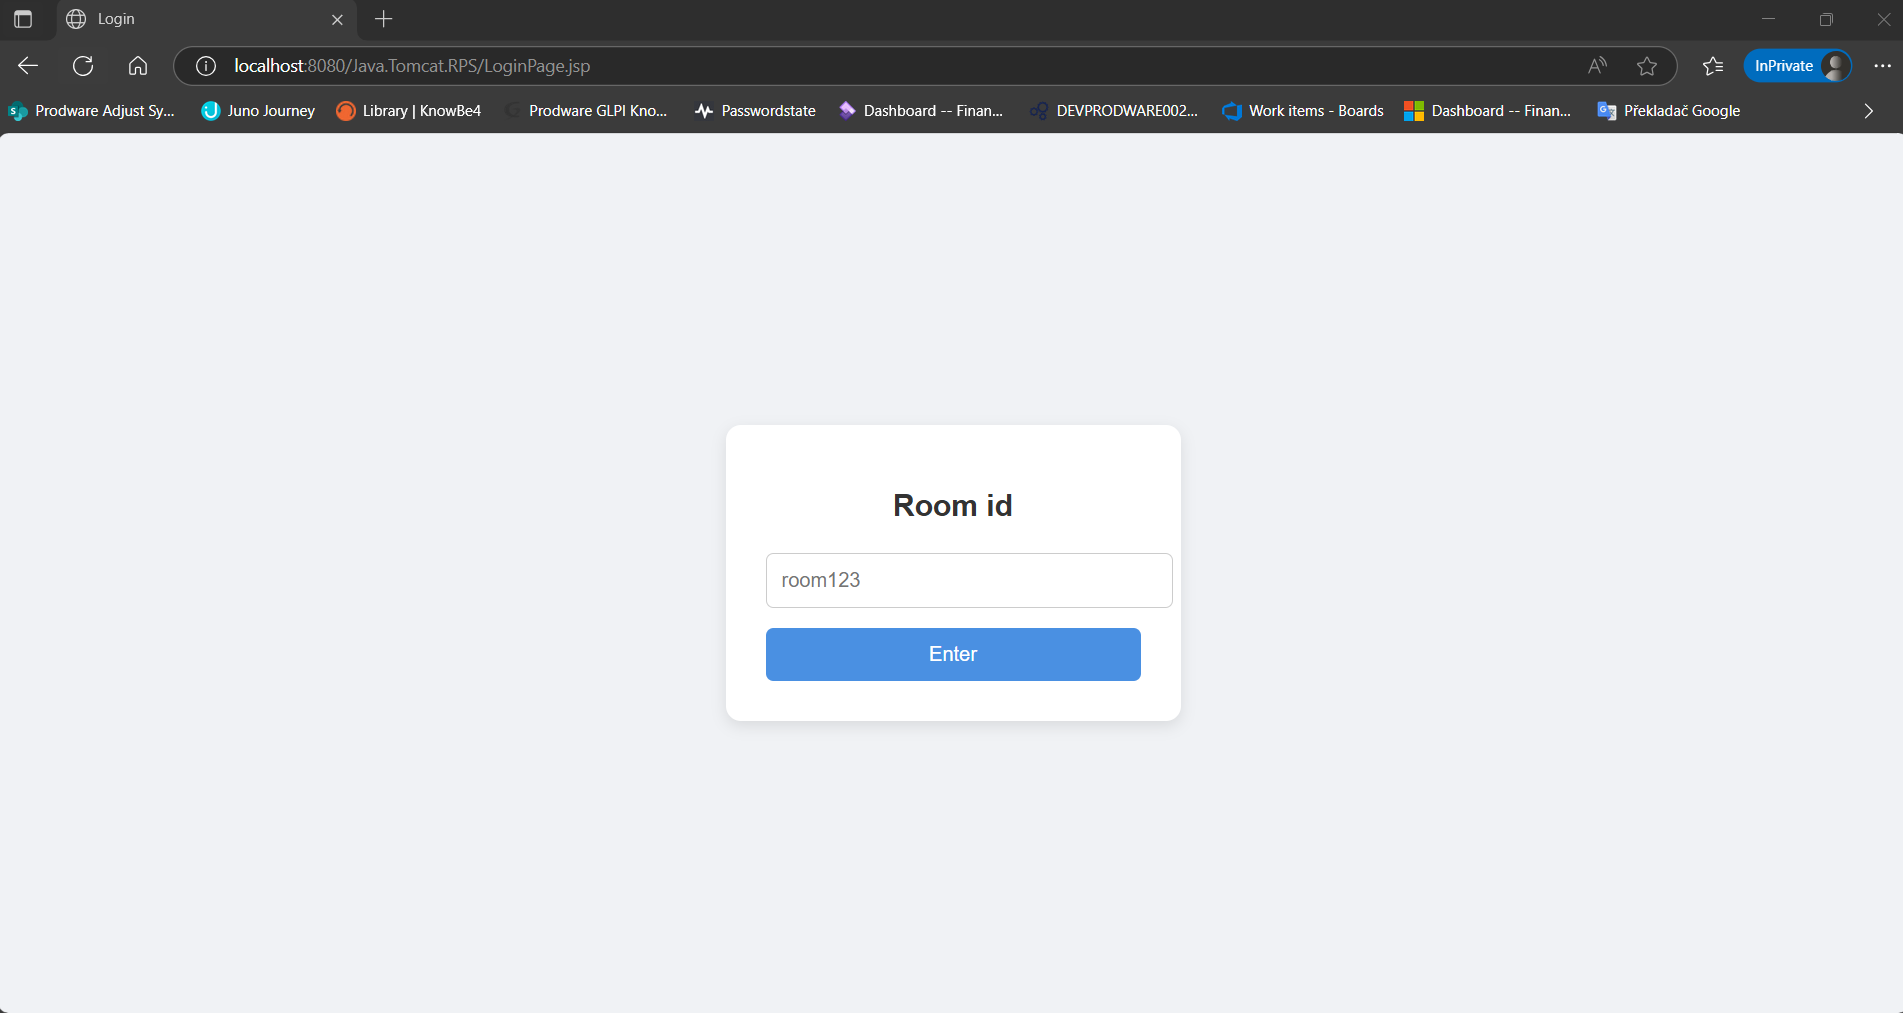 Login
localhost:8080/Java.Tomcat.RPS/LoginPage.jsp
InPrivate
Prodware Adjust Sy...
Juno Journey
Library | KnowBe4
Prodware GLPI Kno...
Passwordstate
Dashboard -- Finan...
DEVPRODWARE002...
Work items - Boards
Dashboard -- Finan...
Překladač Google
Room id
room123
Enter